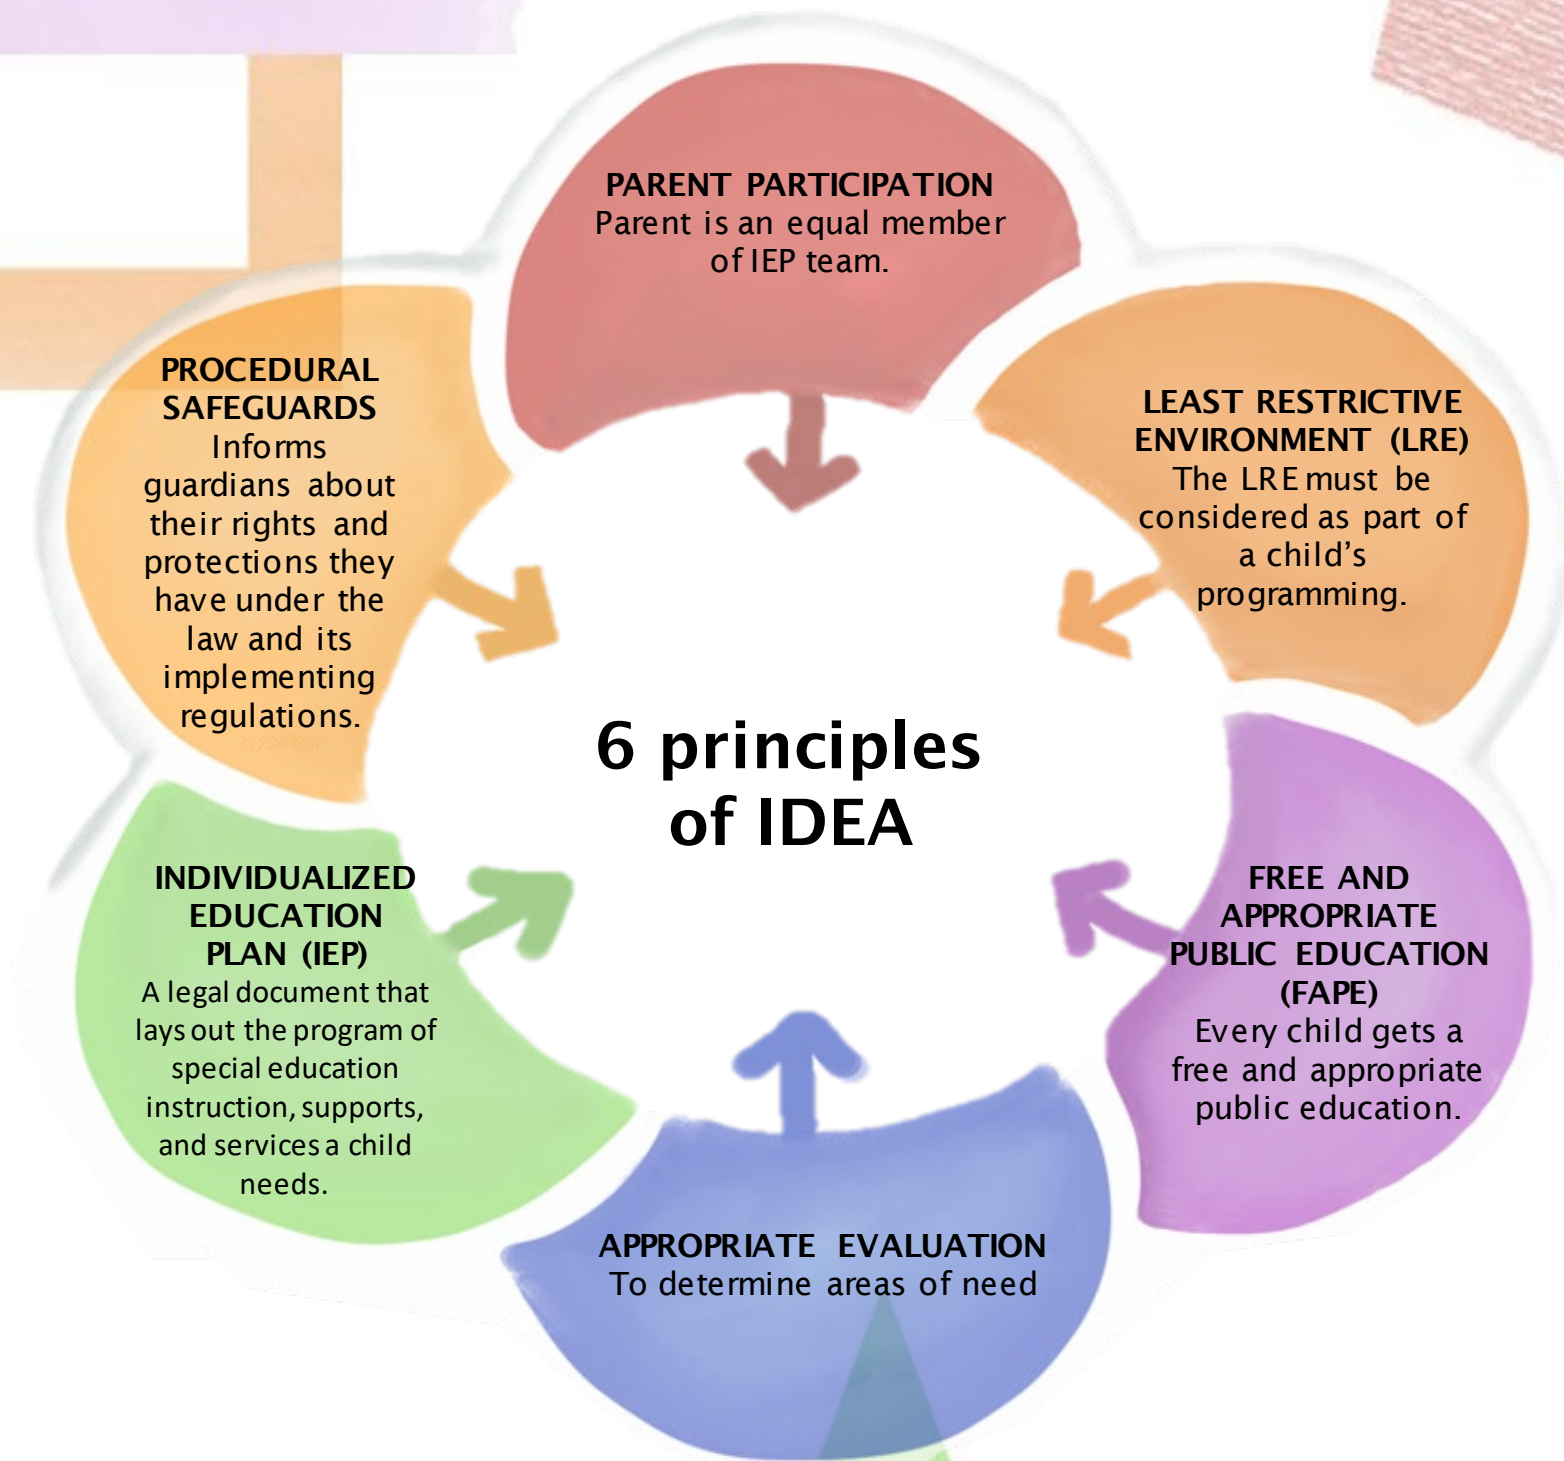 PARENT PARTICIPATION
Parent is an equal member
of IEP team.
LEAST RESTRICTIVE
ENVIRONMENT (LRE)
The LRE must be
considered as part of
a child’s
programming.
FREE AND
APPROPRIATE
PUBLIC EDUCATION
(FAPE)
Every child gets a
free and appropriate
public education.
APPROPRIATE EVALUATION
To determine areas of need
INDIVIDUALIZED
EDUCATION
PLAN (IEP)
A legal document that
lays out the program of
special education
instruction, supports,
and services a child
needs.
PROCEDURAL
SAFEGUARDS
Informs
guardians about
their rights and
protections they
have under the
law and its
implementing
regulations.
6 principles
of IDEA